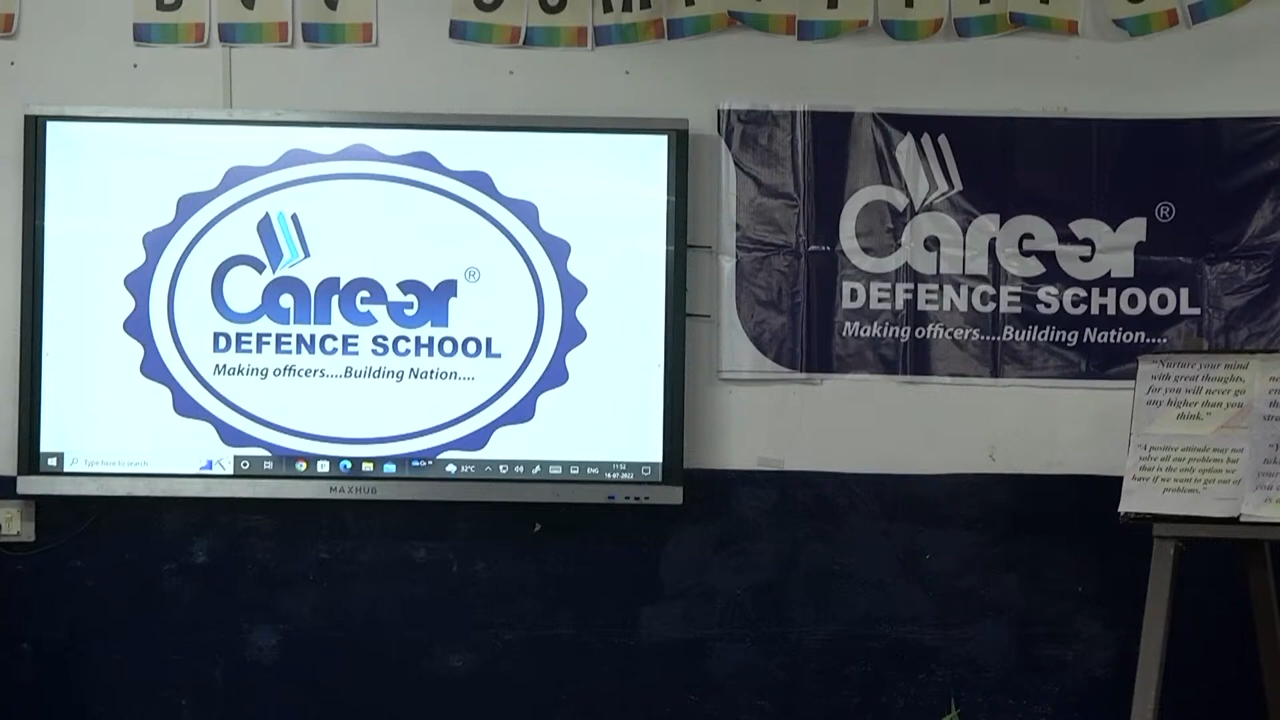 Carear®
DEFENCE SCHOOL
Making officers....Building Nation....
Type here to search
32°C
ENG
11:52
16-07-2022
MAXHUB
Carear®
DEFENCE SCHOOL
Making officers....Building Nation....
"Nurture your mind
with great thoughts,
for you will never go
any higher than you
think."
"A positive attitude may not
solve all our problems but
that is the only option we
have if we want to get out of
problems."